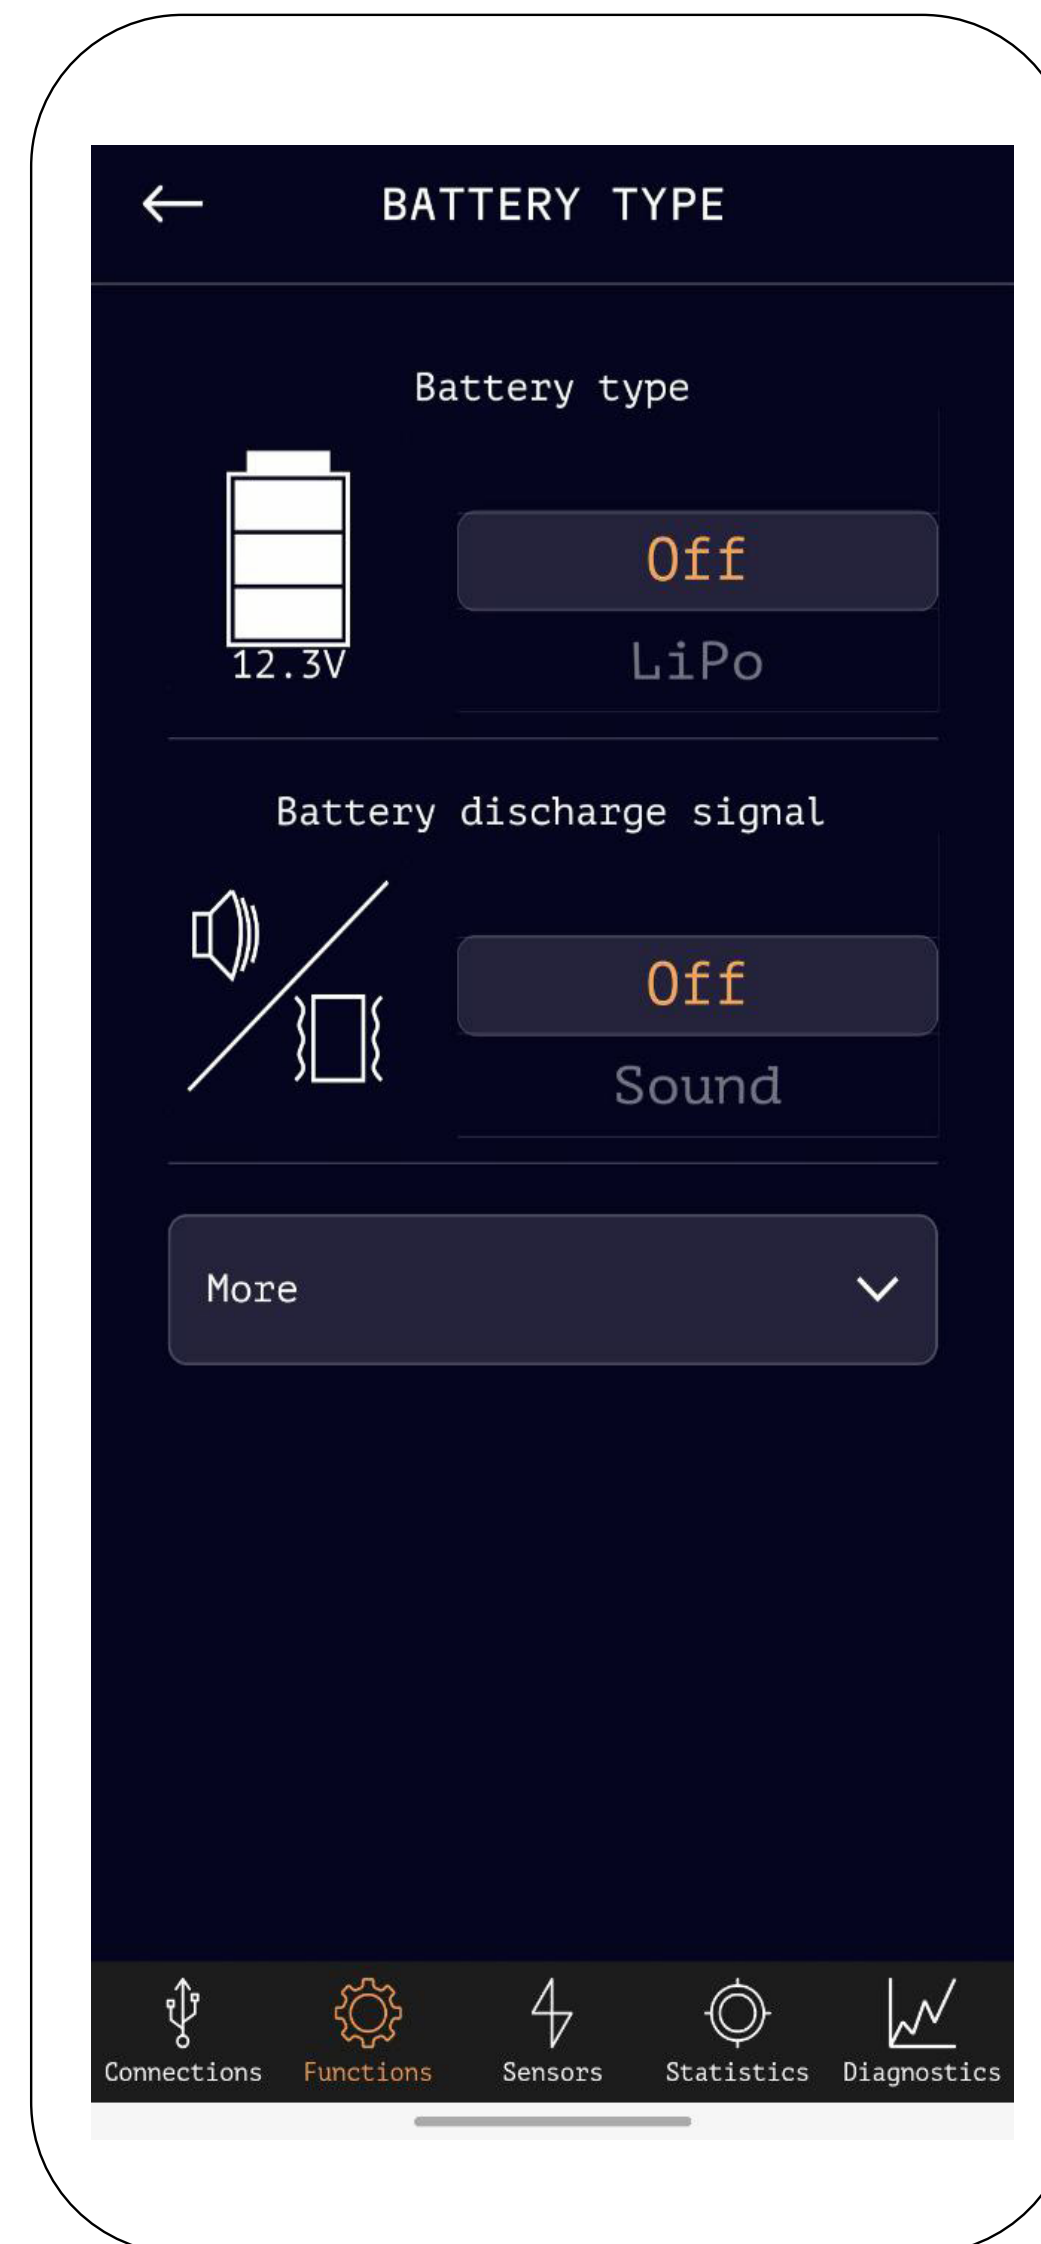 BATTERY TYPE
Battery type
Off
12.3V
LiPo
Battery discharge signal
Off
Sound
More
Connections Functions Sensors Statistics Diagnostics